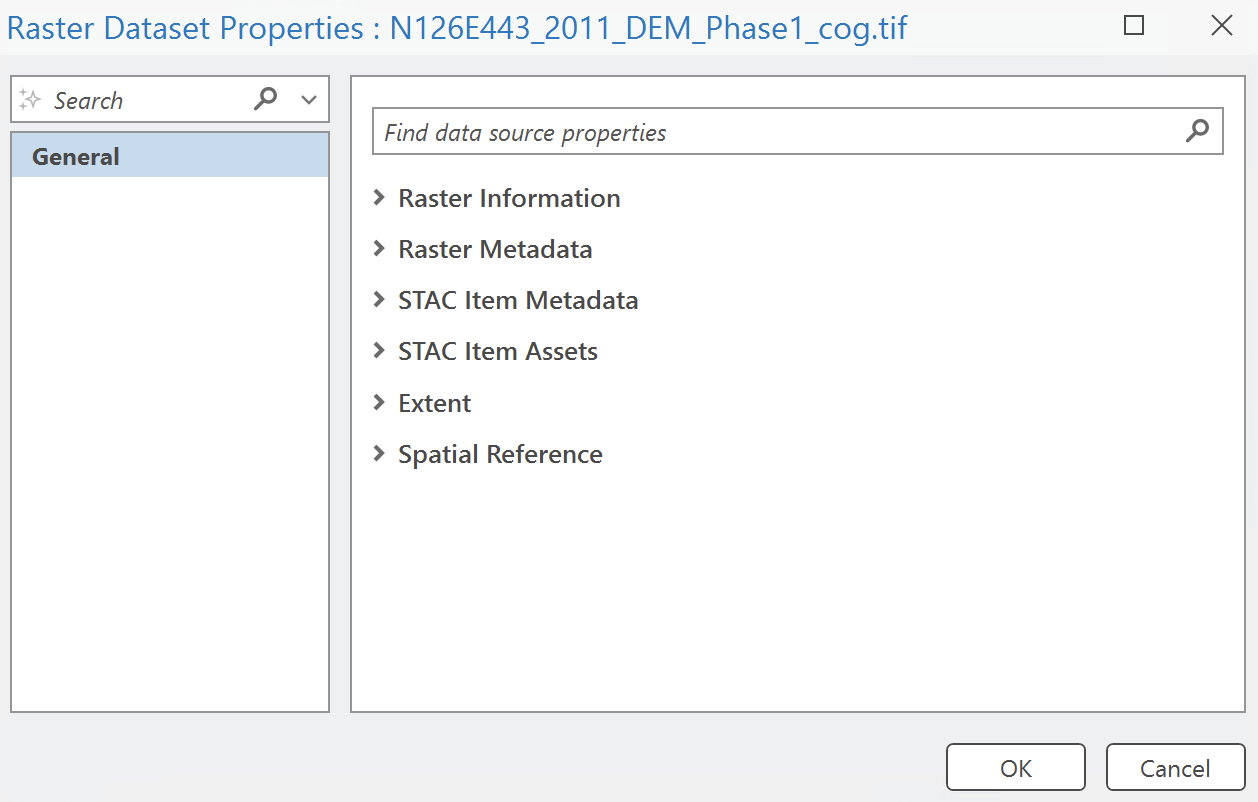 Raster Dataset Properties : N126E443_2011_DEM_Phase1_cog.tif
Search
General
Find data source properties
Raster Information
Raster Metadata
STAC Item Metadata
STAC Item Assets
Extent
Spatial Reference
OK
Cancel